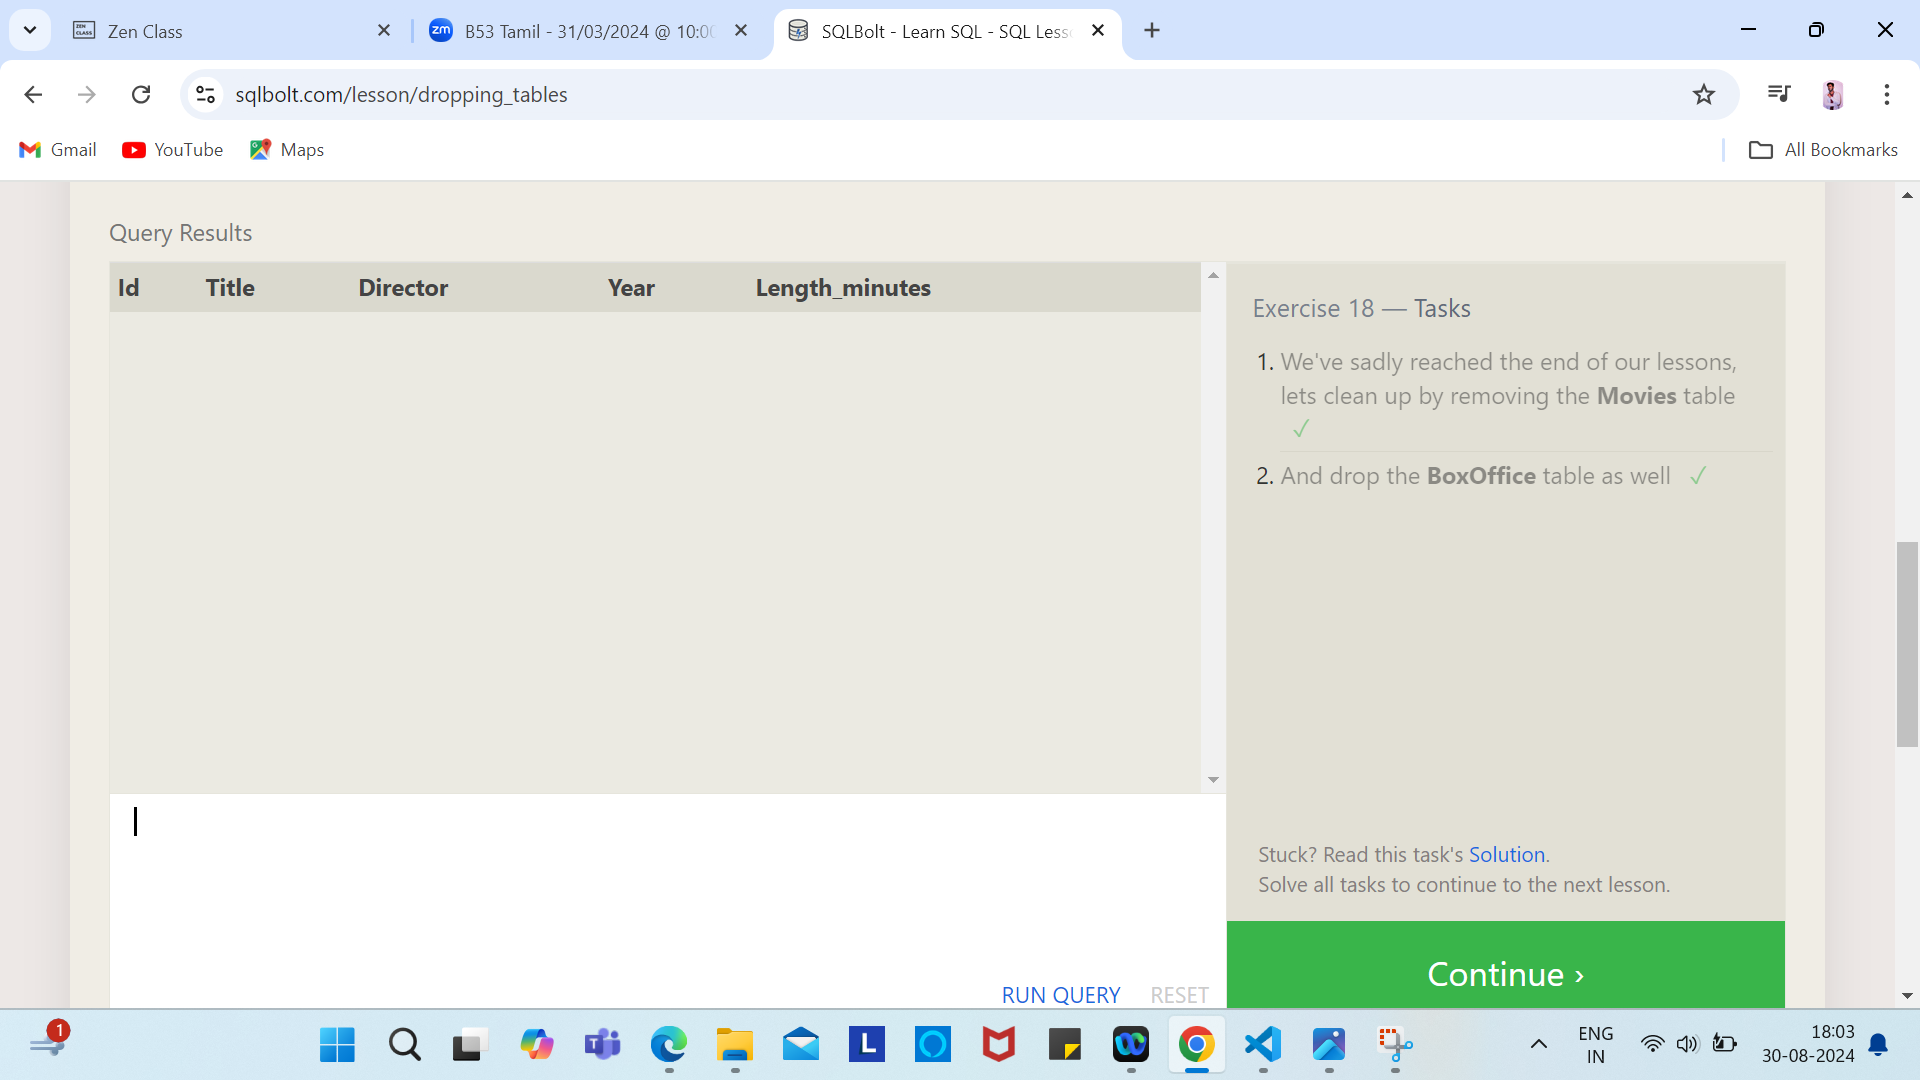 Zen Class
zm B53 Tamil - 31/03/2024 @ 10:00
SQLBolt - Learn SQL - SQL Less
sqlbolt.com/lesson/dropping_tables
Gmail YouTube Maps All Bookmarks
Query Results
Id Title Director Year Length_minutes
Exercise 18 — Tasks
1. We've sadly reached the end of our lessons,
lets clean up by removing the Movies table
✓
2. And drop the BoxOffice table as well ✓
Stuck? Read this task's Solution.
Solve all tasks to continue to the next lesson.
RUN QUERY RESET
Continue ›
1
L
ENG
IN
18:03
30-08-2024